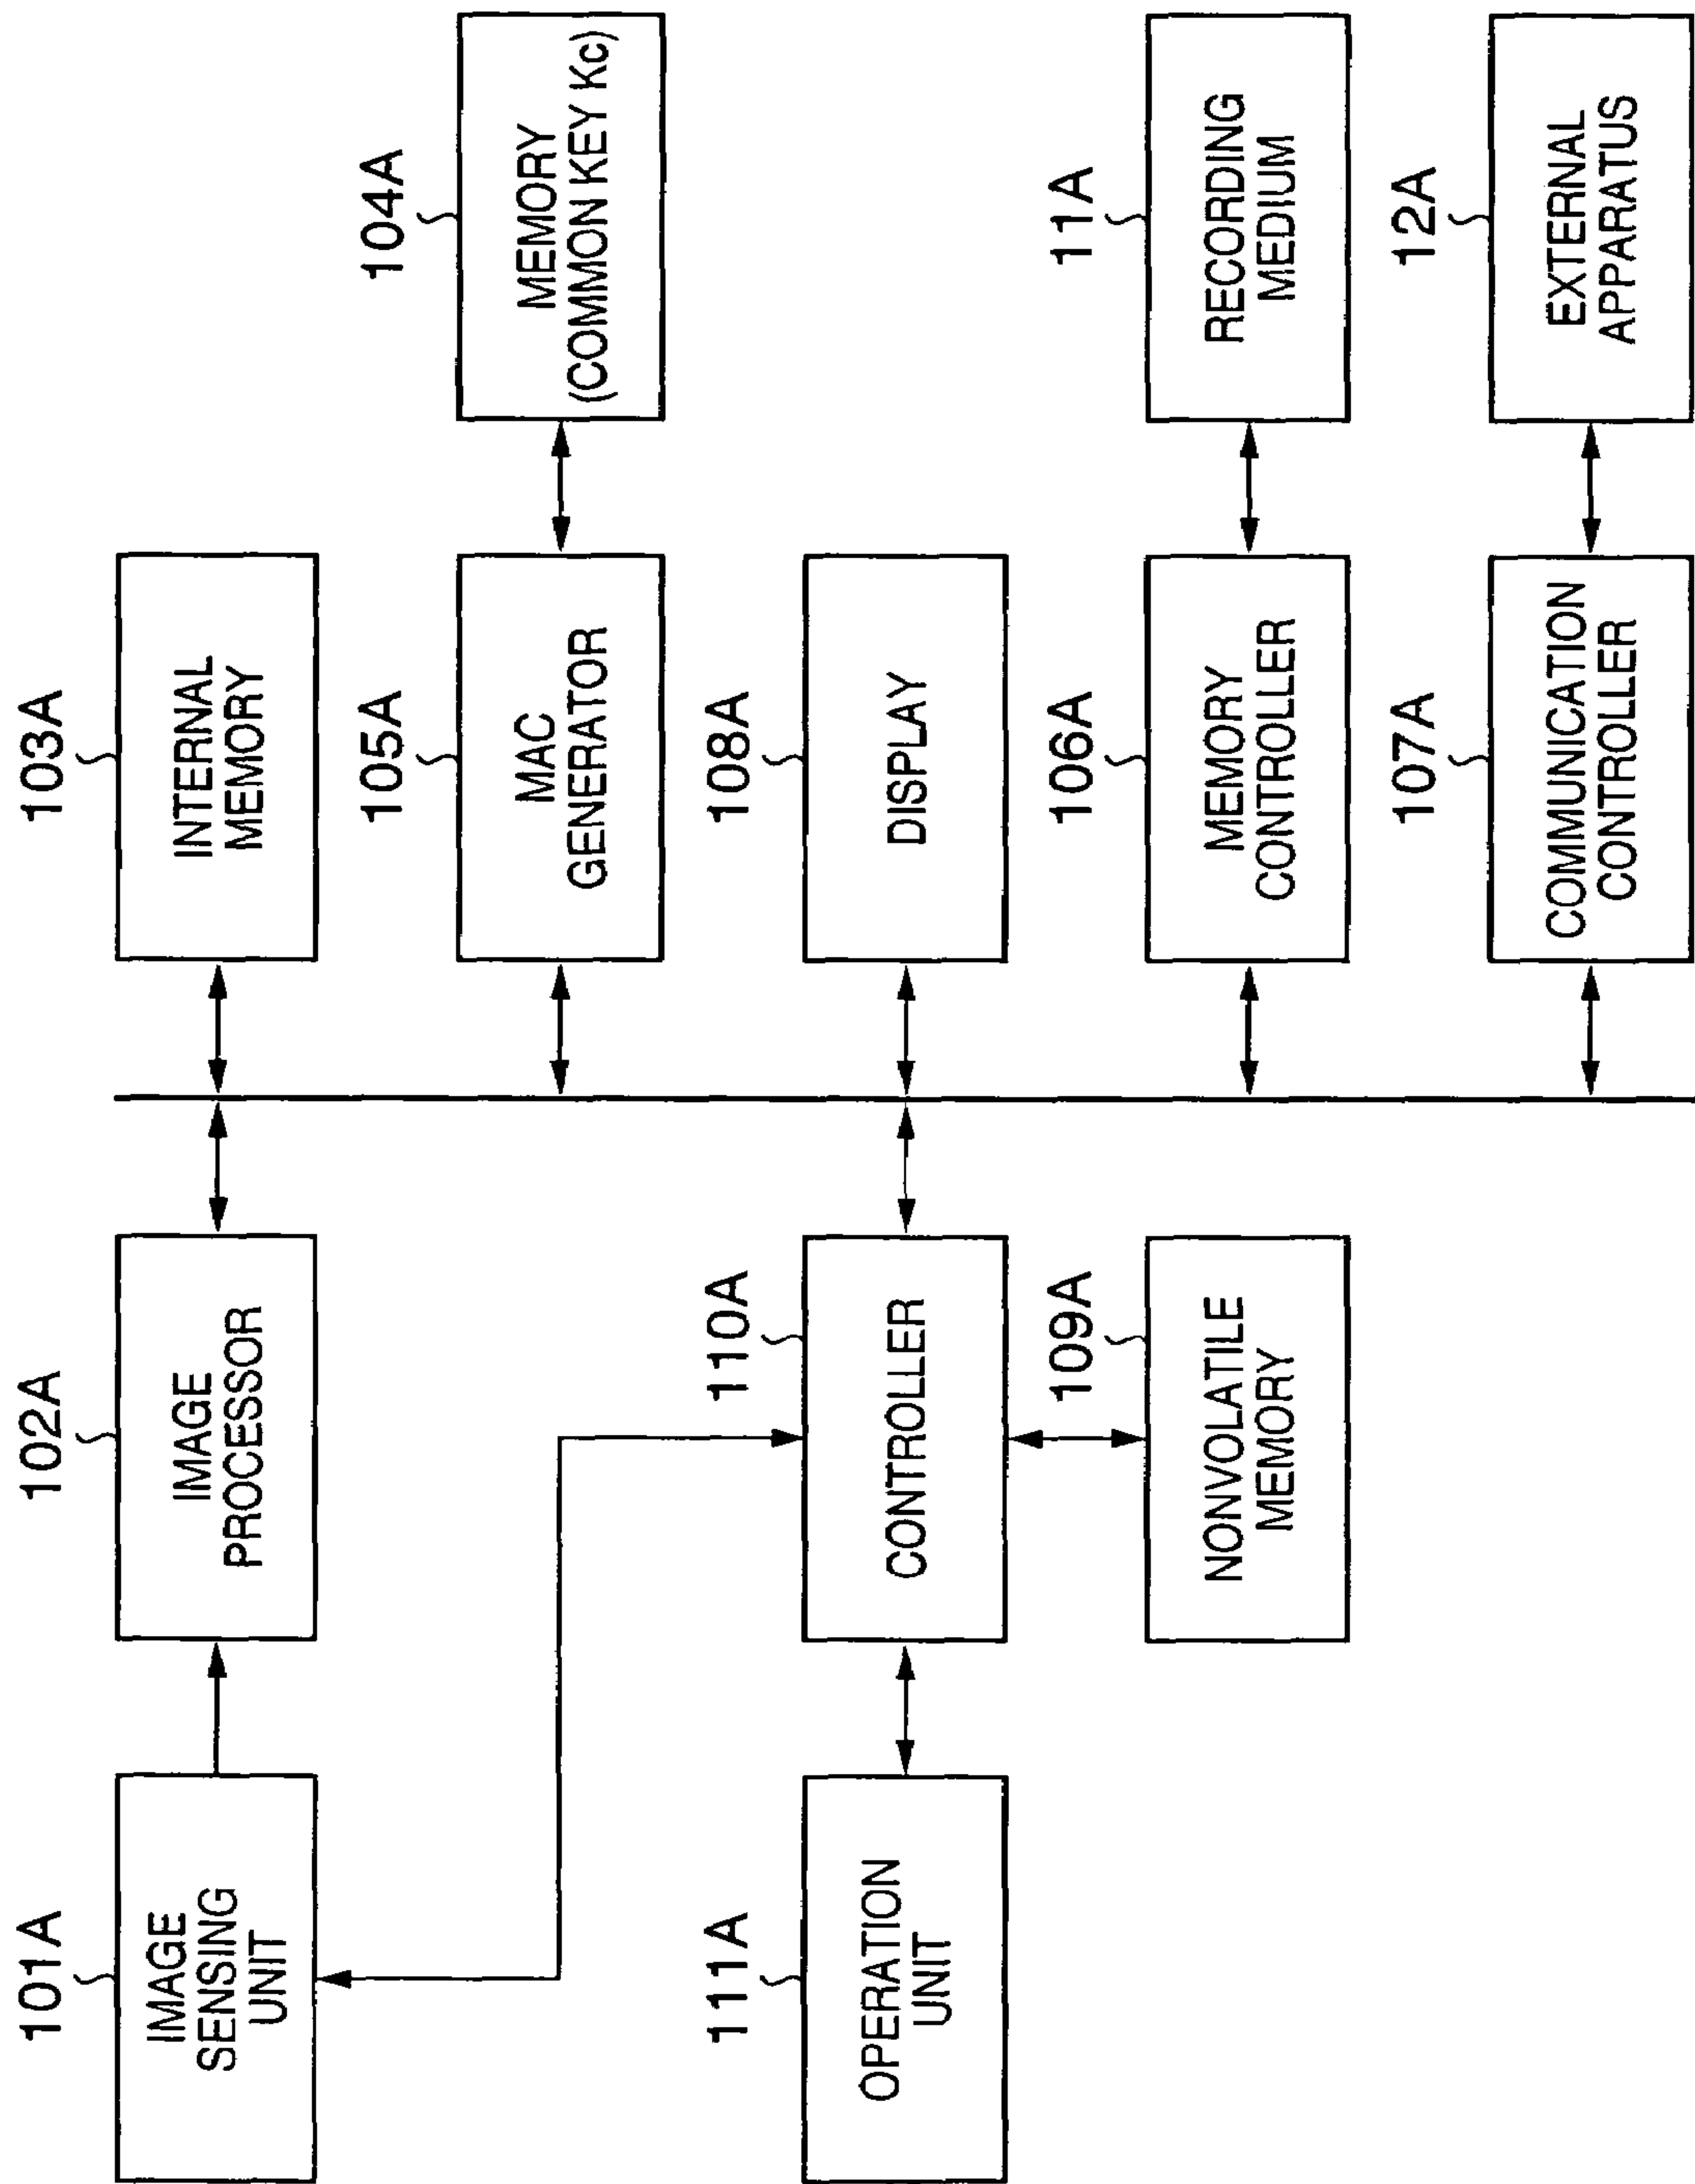 101A
IMAGE
SENSING
UNIT
102A
IMAGE
PROCESSOR
103A
INTERNAL
MEMORY
104A
MEMORY
(COMMON KEY Kc)
105A
MAC
GENERATOR
111A
OPERATION
UNIT
110A
CONTROLLER
108A
DISPLAY
109A
NONVOLATILE
MEMORY
106A
MEMORY
CONTROLLER
11A
RECORDING
MEDIUM
107A
COMMUNICATION
CONTROLLER
12A
EXTERNAL
APPARATUS